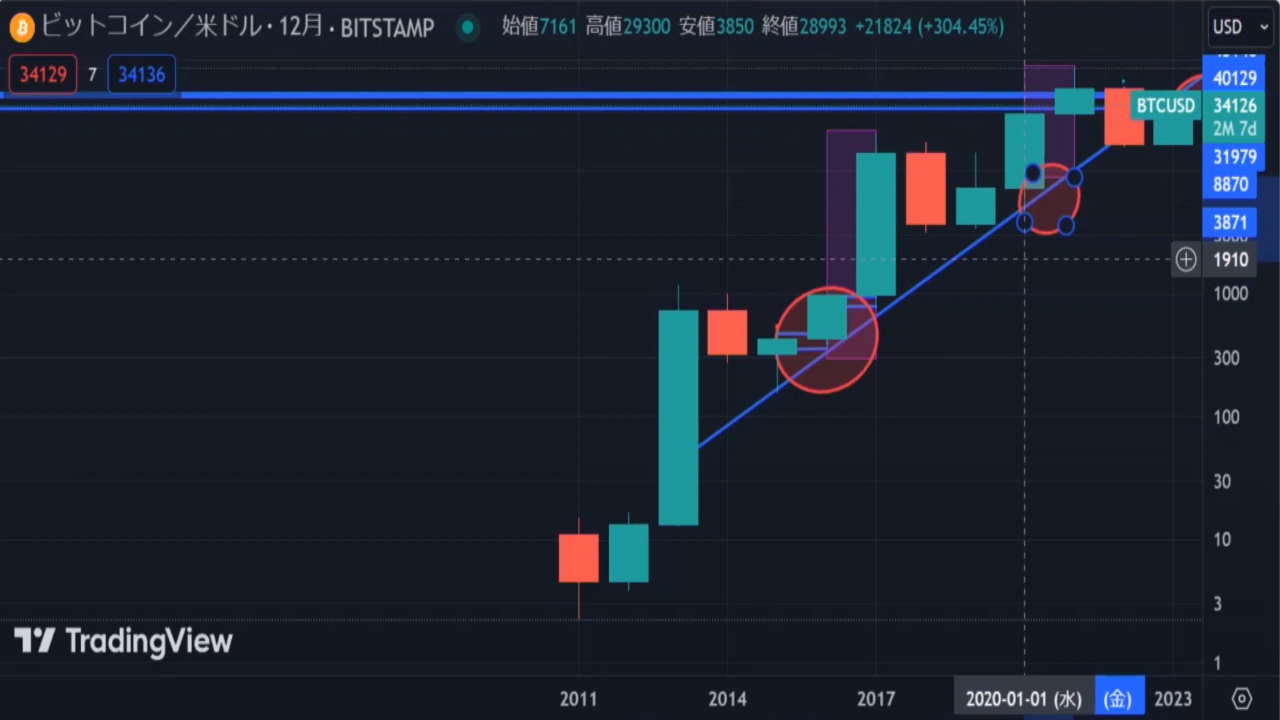 ビットコイン／米ドル・12月・BITSTAMP
始値7161 高値29300 安値3850 終値28993 +21824 (+304.45%)
USD
34129 7 34136
40129
BTCUSD 34126
2M 7d
31979
8870
3871
1910
1000
300
100
30
10
3
1
TradingView
2011 2014 2017 2020-01-01 (水) (金) 2023